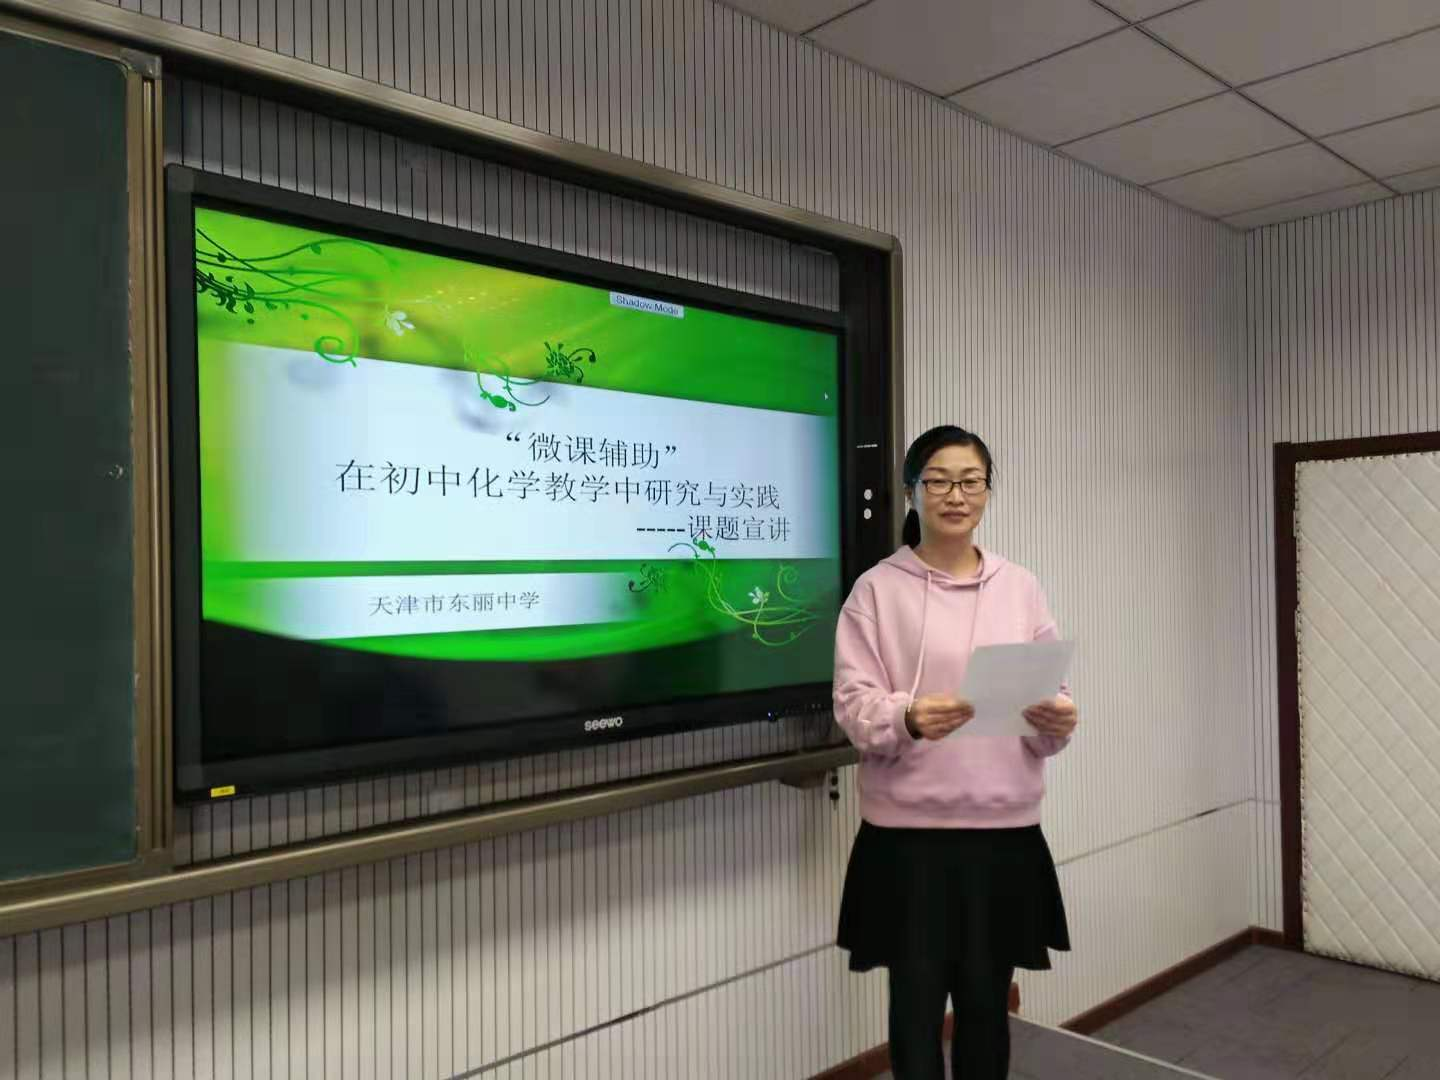 Shadow Mode
“微课辅助”
在初中化学教学中研究与实践
-----课题宣讲
天津市东丽中学
seewo